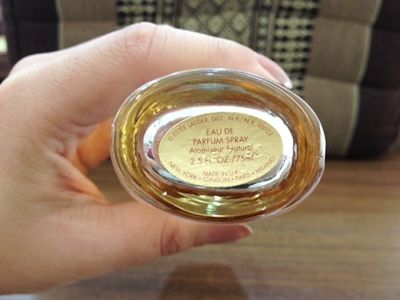 © ESTEE LAUDER DIST. N.Y., N.Y. 10022
EAU DE
PARFUM SPRAY
Atomiseur Naturel
2.5 FL.OZ./75ml
MADE IN U.K.
NEW YORK • LONDON • PARIS • MILANO